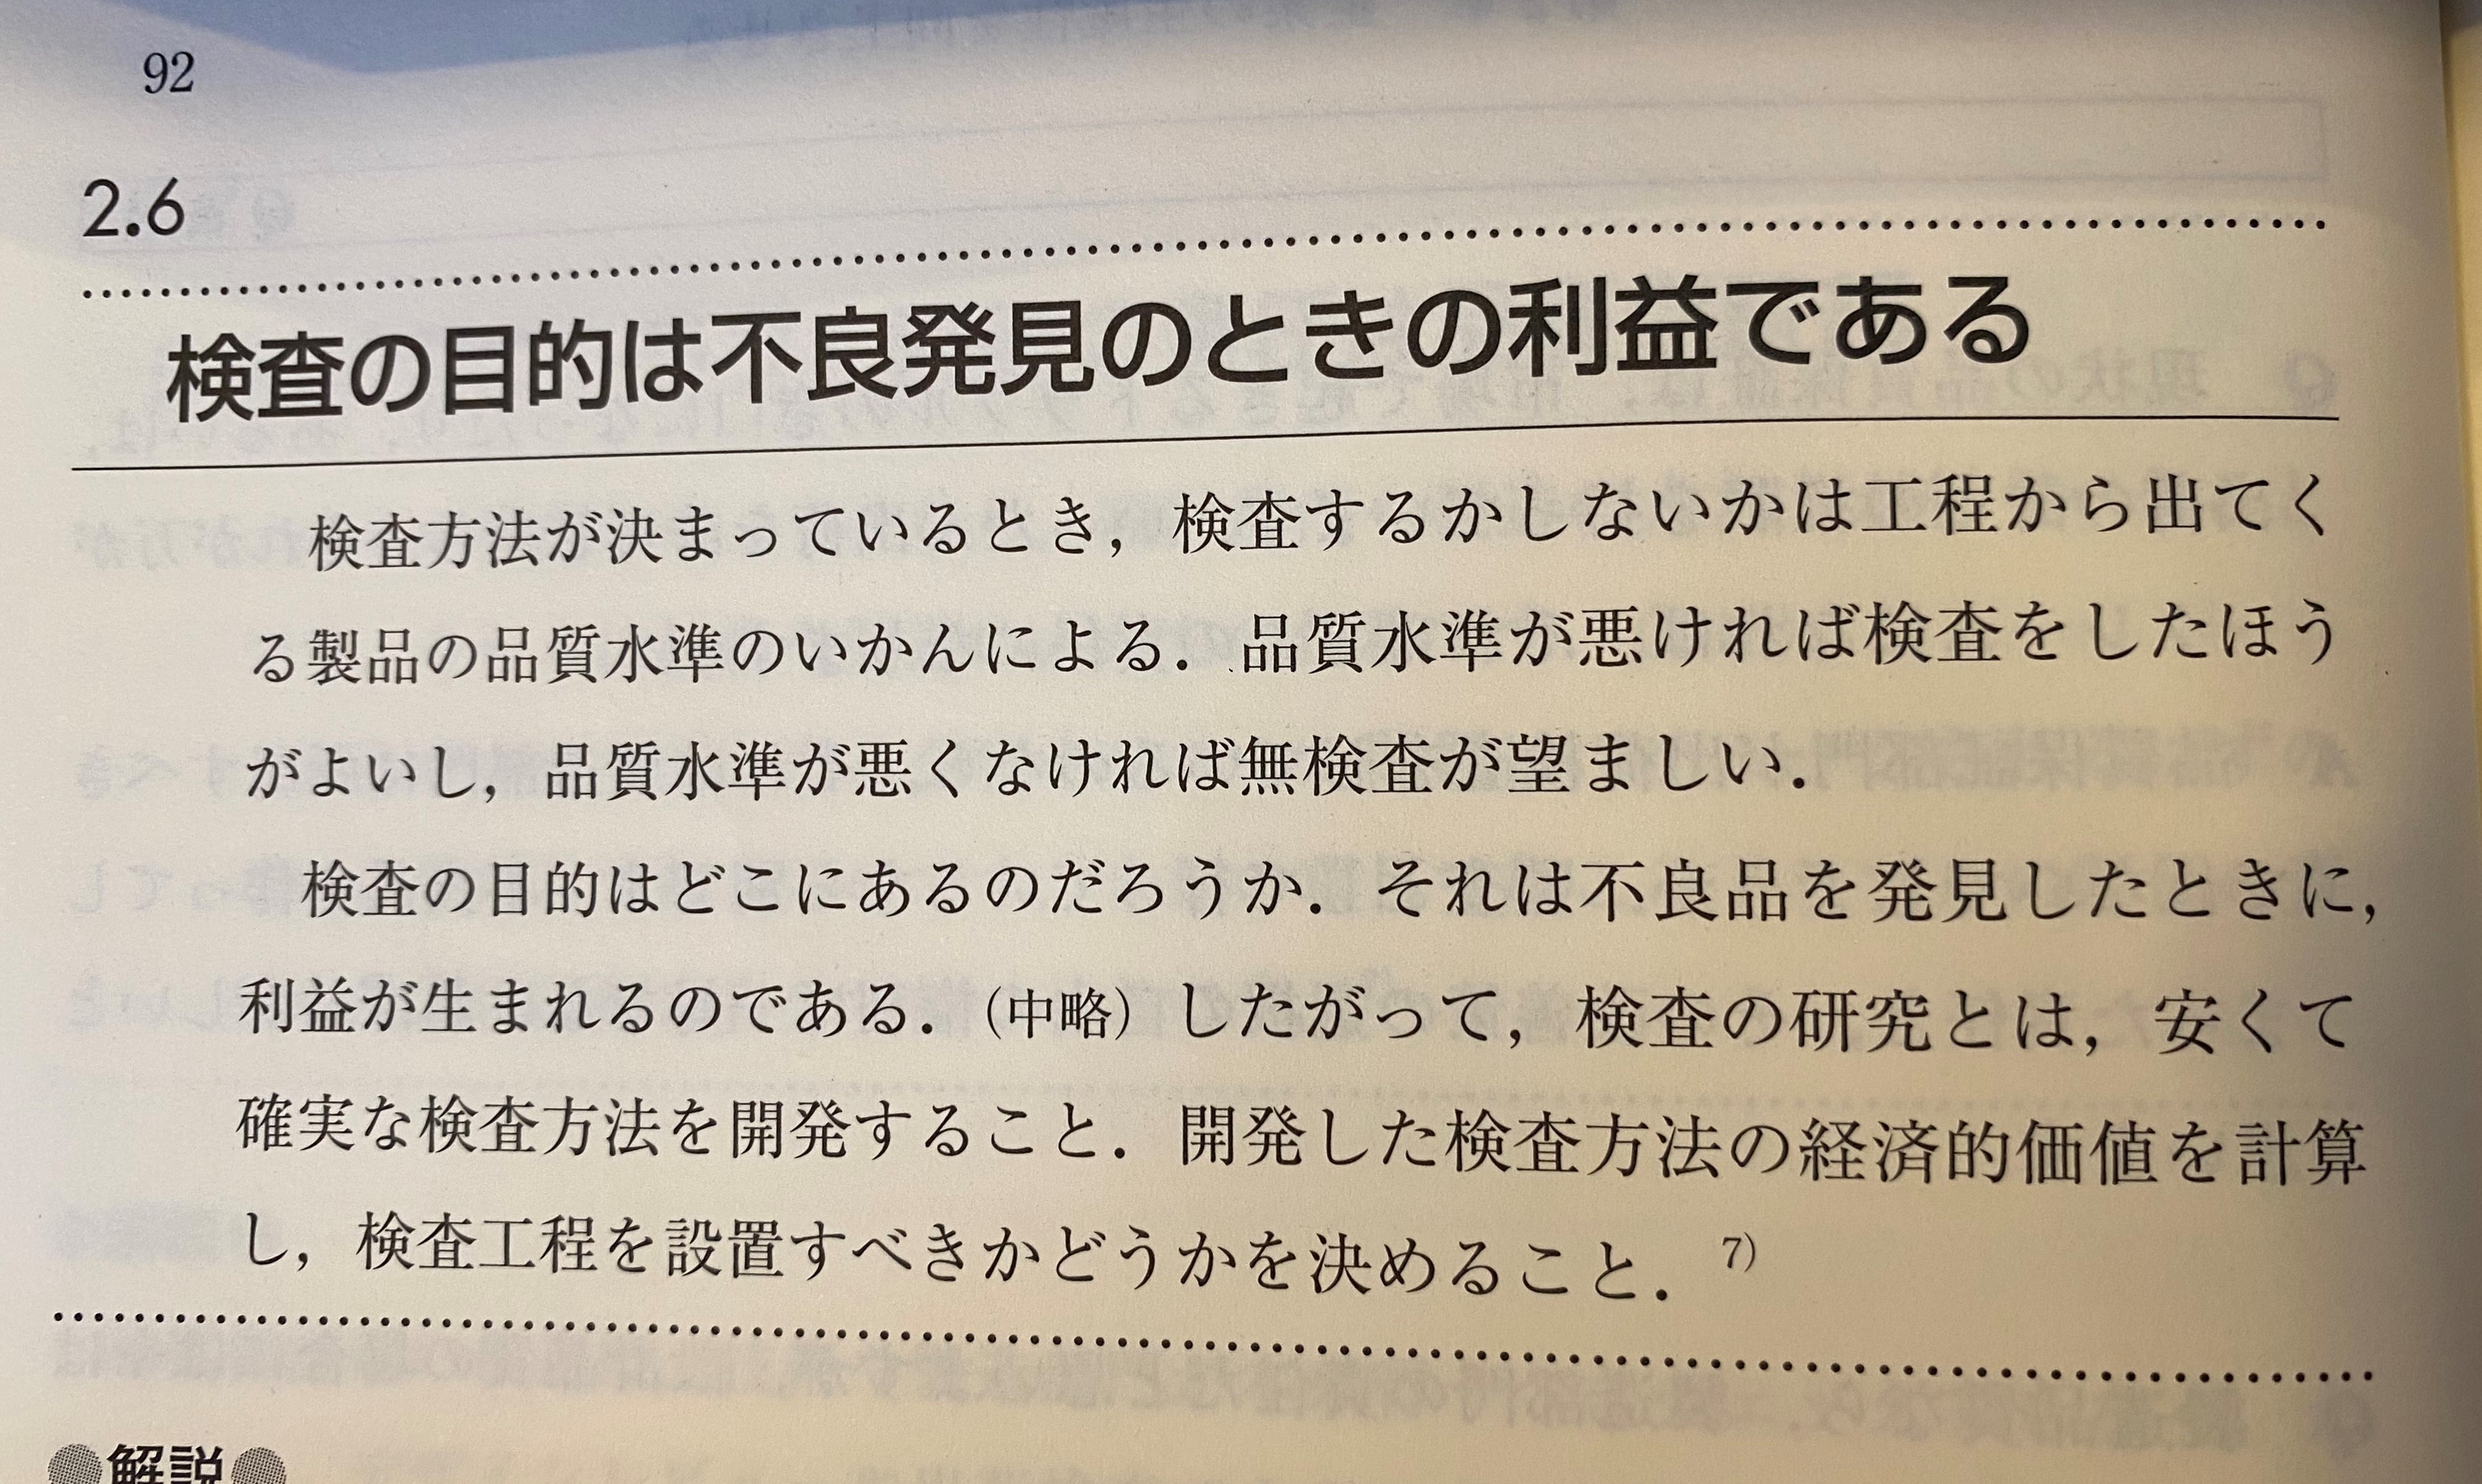 92
2.6
検査の目的は不良発見のときの利益である
検査方法が決まっているとき，検査するかしないかは工程から出てく
る製品の品質水準のいかんによる．品質水準が悪ければ検査をしたほう
がよいし，品質水準が悪くなければ無検査が望ましい．
検査の目的はどこにあるのだろうか．それは不良品を発見したときに，
利益が生まれるのである．（中略）したがって，検査の研究とは，安くて
確実な検査方法を開発すること．開発した検査方法の経済的価値を計算
し，検査工程を設置すべきかどうかを決めること．7)
●解説●